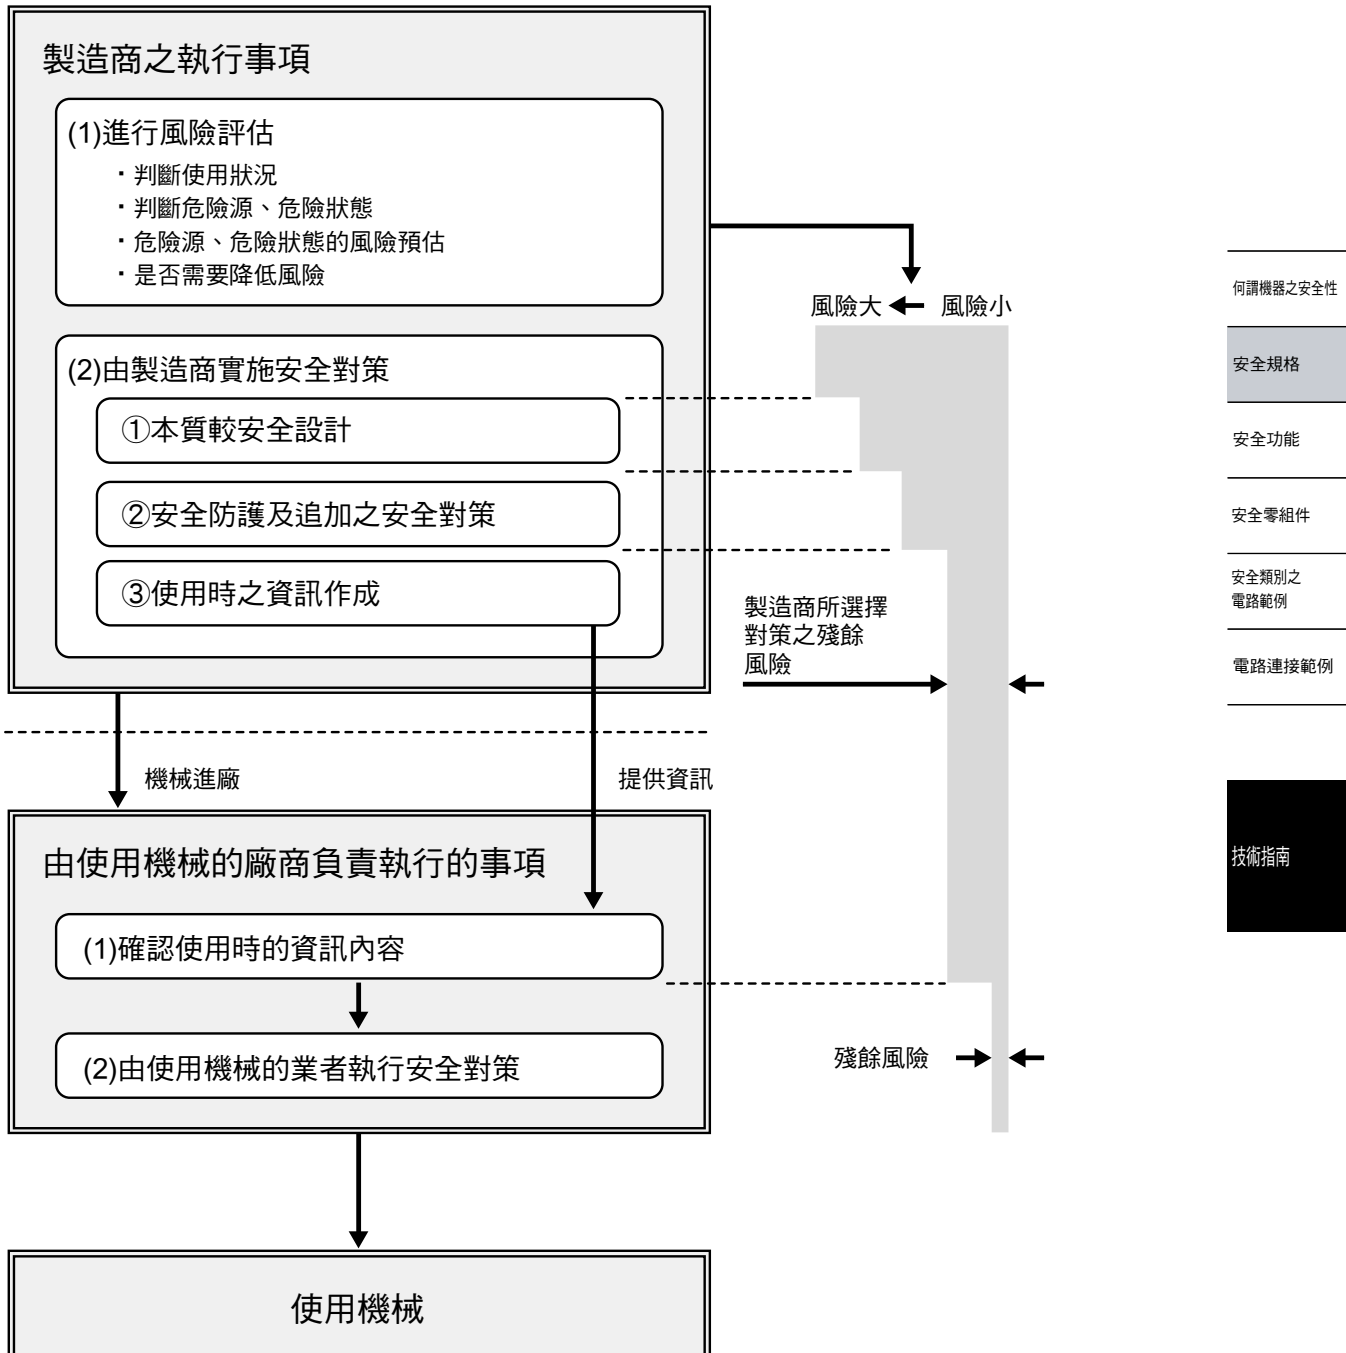 製造商之執行事項
(1)進行風險評估
・判斷使用狀況
・判斷危險源、危險狀態
・危險源、危險狀態的風險預估
・是否需要降低風險
(2)由製造商實施安全對策
①本質較安全設計
②安全防護及追加之安全對策
③使用時之資訊作成
風險大
風險小
製造商所選擇
對策之殘餘
風險
機械進廠
提供資訊
由使用機械的廠商負責執行的事項
(1)確認使用時的資訊內容
(2)由使用機械的業者執行安全對策
殘餘風險
使用機械
何謂機器之安全性
安全規格
安全功能
安全零組件
安全類別之
電路範例
電路連接範例
技術指南